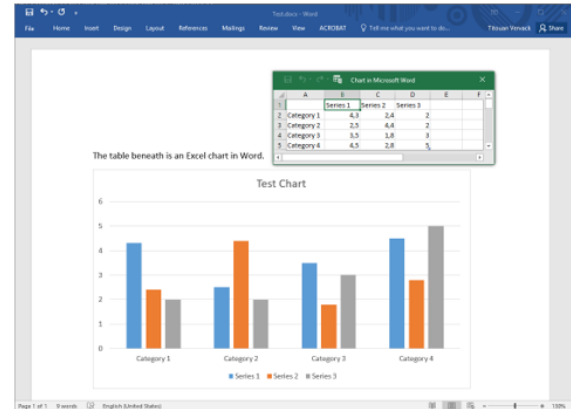 Test.docx - Word
File Home Insert Design Layout References Mailings Review View ACROBAT Tell me what you want to do... Titouan Vervack Share
Chart in Microsoft Word
A B C D E F
1 Series 1 Series 2 Series 3
2 Category 1 4,3 2,4 2
3 Category 2 2,5 4,4 2
4 Category 3 3,5 1,8 3
5 Category 4 4,5 2,8 5
The table beneath is an Excel chart in Word.
Test Chart
6
5
4
3
2
1
0
Category 1 Category 2 Category 3 Category 4
Series 1 Series 2 Series 3
Page 1 of 1 9 words English (United States) 110%